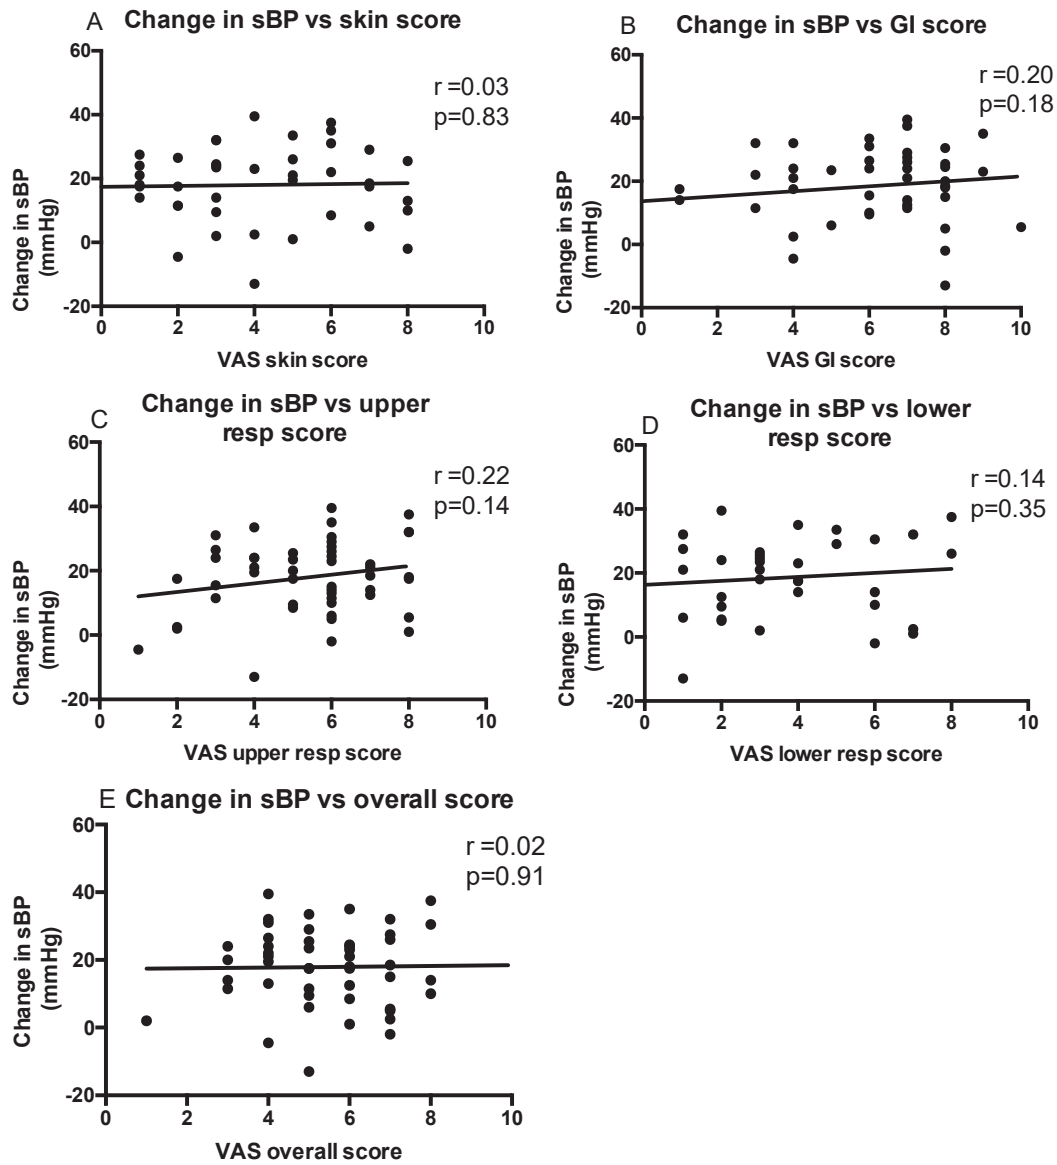 A Change in sBP vs skin score
r =0.03
p=0.83
60
40
20
0
-20
Change in sBP
(mmHg)
0 2 4 6 8 10
VAS skin score
B Change in sBP vs GI score
r =0.20
p=0.18
60
40
20
0
-20
Change in sBP
(mmHg)
0 2 4 6 8 10
VAS GI score
C Change in sBP vs upper
resp score
r =0.22
p=0.14
60
40
20
0
-20
Change in sBP
(mmHg)
0 2 4 6 8 10
VAS upper resp score
D Change in sBP vs lower
resp score
r =0.14
p=0.35
60
40
20
0
-20
Change in sBP
(mmHg)
0 2 4 6 8 10
VAS lower resp score
E Change in sBP vs overall score
r =0.02
p=0.91
60
40
20
0
-20
Change in sBP
(mmHg)
0 2 4 6 8 10
VAS overall score